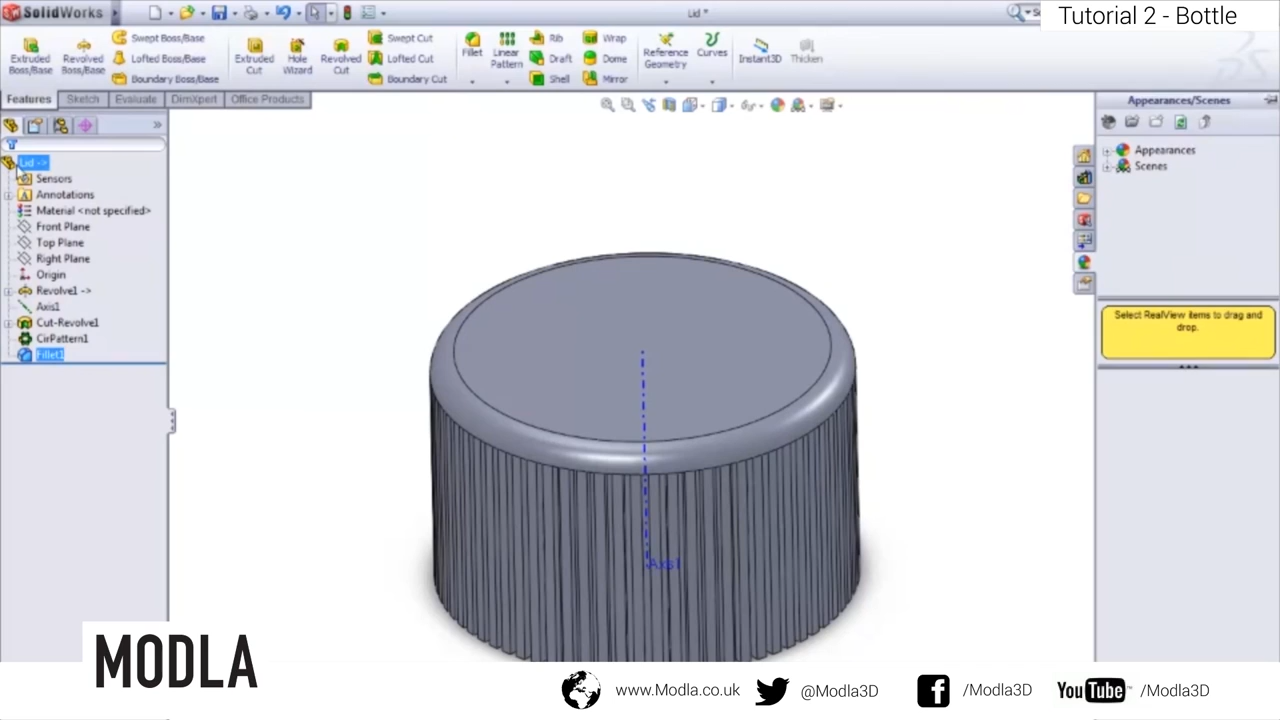 SolidWorks
Lid *
Tutorial 2 - Bottle
Extruded Boss/Base
Revolved Boss/Base
Swept Boss/Base
Lofted Boss/Base
Boundary Boss/Base
Extruded Cut
Hole Wizard
Revolved Cut
Swept Cut
Lofted Cut
Boundary Cut
Fillet
Linear Pattern
Rib
Draft
Shell
Wrap
Dome
Mirror
Reference Geometry
Curves
Instant3D
Thicken
Features
Sketch
Evaluate
DimXpert
Office Products
Lid ->
Sensors
Annotations
Material <not specified>
Front Plane
Top Plane
Right Plane
Origin
Revolve1 ->
Axis1
Cut-Revolve1
CirPattern1
Fillet1
Axis1
Appearances/Scenes
Appearances
Scenes
Select RealView items to drag and
drop.
MODLA
www.Modla.co.uk
@Modla3D
/Modla3D
YouTube
/Modla3D